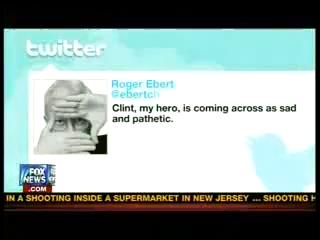 twitter
Roger Ebert
@ebertch
Clint, my hero, is coming across as sad
and pathetic.
FOX
NEWS
.COM
IN A SHOOTING INSIDE A SUPERMARKET IN NEW JERSEY ... SHOOTING H